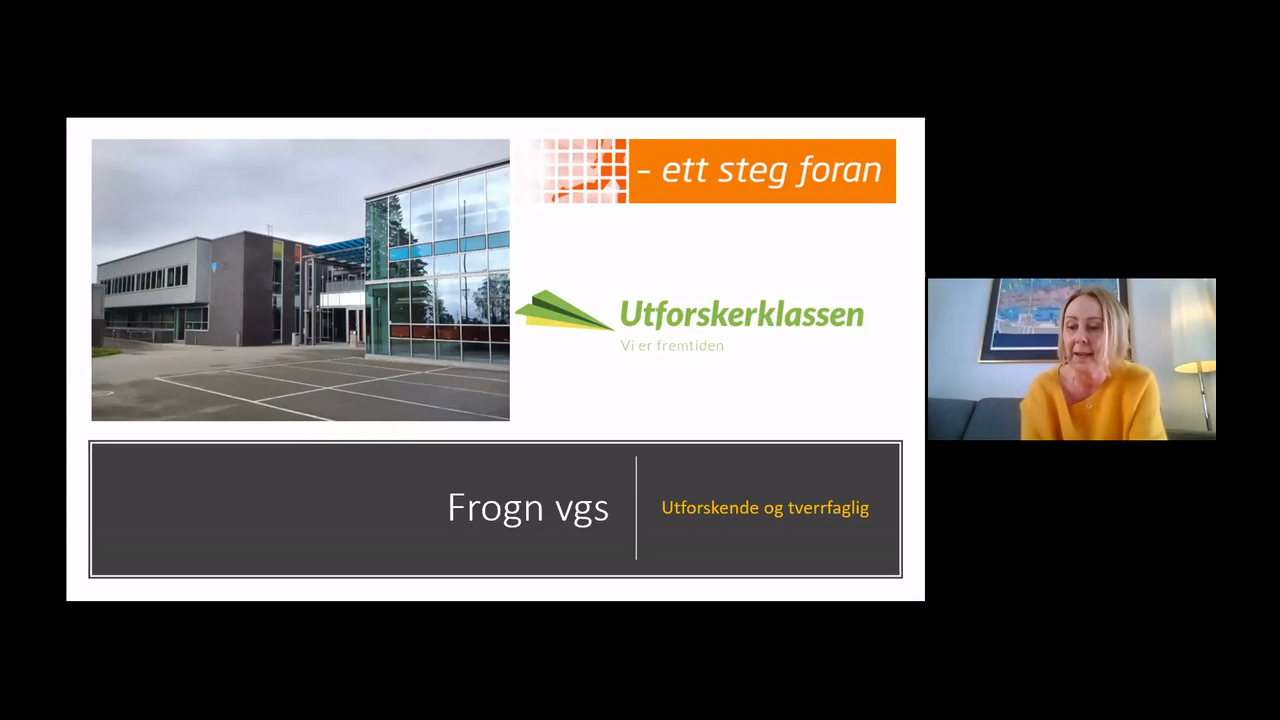 - ett steg foran
Utforskerklassen
Vi er fremtiden
Frogn vgs
Utforskende og tverrfaglig